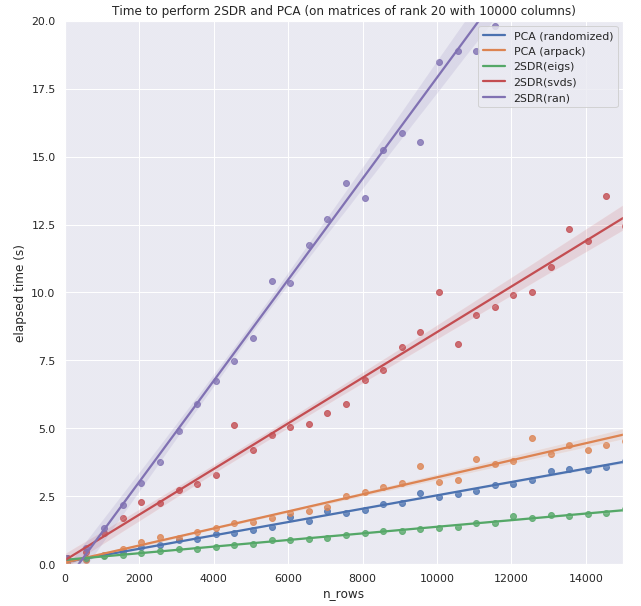 Time to perform 2SDR and PCA (on matrices of rank 20 with 10000 columns)
PCA (randomized)
PCA (arpack)
2SDR(eigs)
2SDR(svds)
2SDR(ran)
20.0
17.5
15.0
12.5
10.0
7.5
5.0
2.5
0.0
elapsed time (s)
0 2000 4000 6000 8000 10000 12000 14000
n_rows